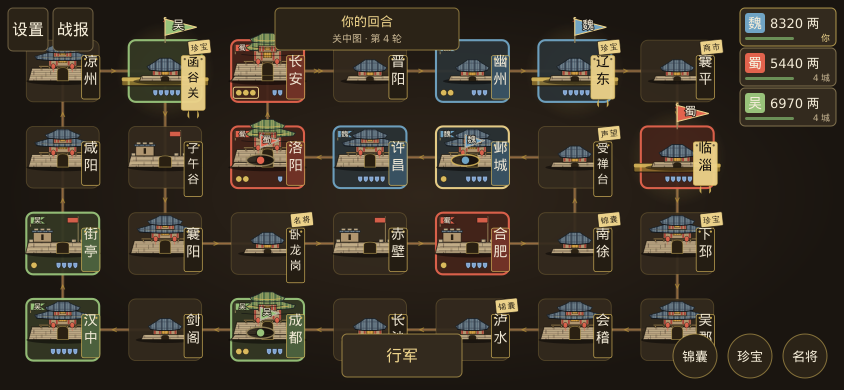 设置
战报
你的回合
关中图 · 第 4 轮
魏 8320 两
你
蜀 5440 两
4 城
吴 6970 两
4 城
吴
魏
凉州
珍宝
函谷关
长安
晋阳
幽州
珍宝
辽东
商市
襄平
蜀
咸阳
子午谷
洛阳
许昌
魏
邺城
声望
受禅台
临淄
街亭
襄阳
名将
卧龙岗
赤壁
合肥
锦囊
南徐
珍宝
下邳
汉中
剑阁
成都
锦囊
泸水
会稽
行军
锦囊
珍宝
名将